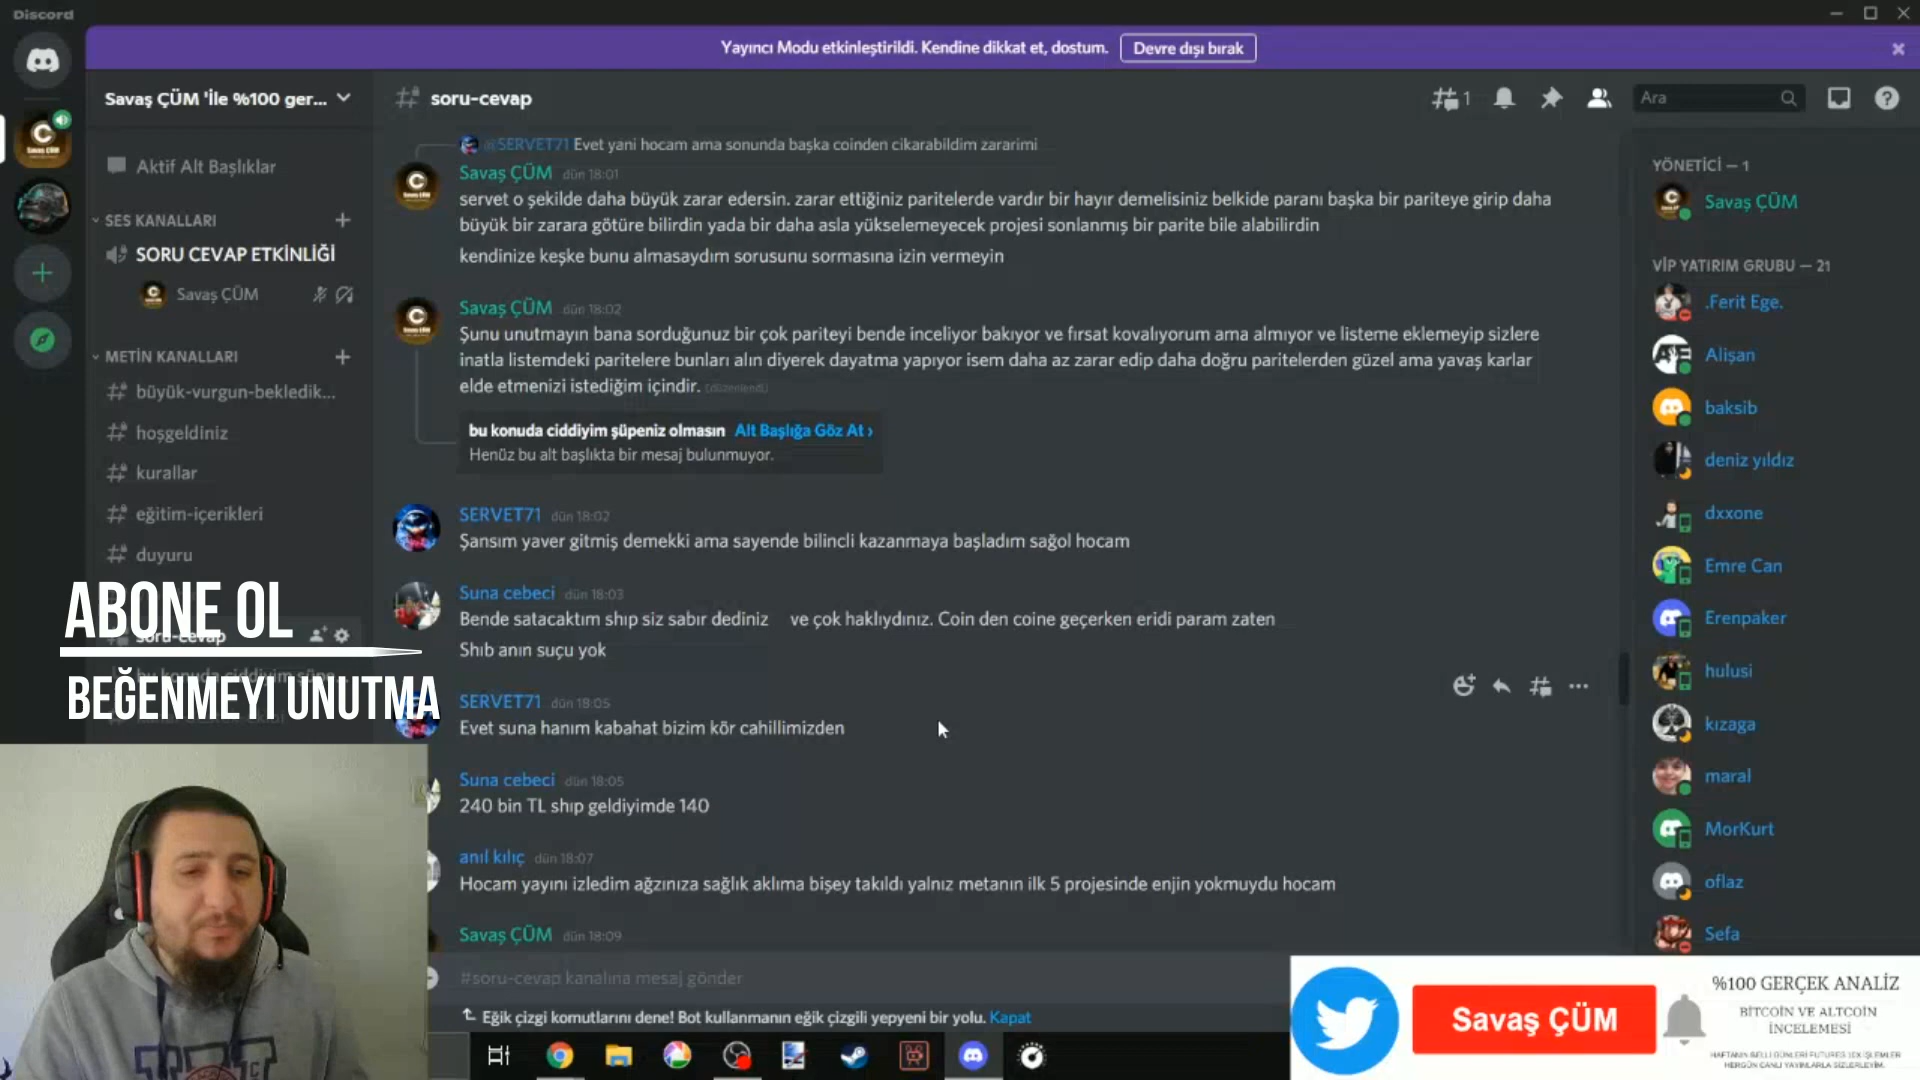 Discord
Yayıncı Modu etkinleştirildi. Kendine dikkat et, dostum.
Devre dışı bırak
Savaş ÇÜM 'İle %100 ger...
soru-cevap
1
Ara
Aktif Alt Başlıklar
SES KANALLARI
SORU CEVAP ETKİNLİĞİ
Savaş ÇÜM
METİN KANALLARI
büyük-vurgun-bekledik...
hoşgeldiniz
kurallar
eğitim-içerikleri
duyuru
soru-cevap
ABONE OL
BEĞENMEYI UNUTMA
@SERVET71 Evet yani hocam ama sonunda başka coinden cikarabildim zararimi
Savaş ÇÜM dün 18:01
servet o şekilde daha büyük zarar edersin. zarar ettiğiniz paritelerde vardır bir hayır demelisiniz belkide paranı başka bir pariteye girip daha
büyük bir zarara götüre bilirdin yada bir daha asla yükselemeyecek projesi sonlanmış bir parite bile alabilirdin
kendinize keşke bunu almasaydım sorusunu sormasına izin vermeyin
Savaş ÇÜM dün 18:02
Şunu unutmayın bana sorduğunuz bir çok pariteyi bende inceliyor bakıyor ve fırsat kovalıyorum ama almıyor ve listeme eklemeyip sizlere
inatla listemdeki paritelere bunları alın diyerek dayatma yapıyor isem daha az zarar edip daha doğru paritelerden güzel ama yavaş karlar
elde etmenizi istediğim içindir. (düzenlendi)
bu konuda ciddiyim şüpeniz olmasın Alt Başlığa Göz At ›
Henüz bu alt başlıkta bir mesaj bulunmuyor.
SERVET71 dün 18:02
Şansım yaver gitmiş demekki ama sayende bilincli kazanmaya başladım sağol hocam
Suna cebeci dün 18:03
Bende satacaktım shıp siz sabır dediniz ve çok haklıydınız. Coin den coine geçerken eridi param zaten
Shıb anın suçu yok
SERVET71 dün 18:05
Evet suna hanım kabahat bizim kör cahillimizden
Suna cebeci dün 18:05
240 bin TL shıp geldiyimde 140
anıl kılıç dün 18:07
Hocam yayını izledim ağzınıza sağlık aklıma bişey takıldı yalnız metanın ilk 5 projesinde enjin yokmuydu hocam
Savaş ÇÜM dün 18:09
#soru-cevap kanalına mesaj gönder
Eğik çizgi komutlarını dene! Bot kullanmanın eğik çizgili yepyeni bir yolu. Kapat
YÖNETİCİ — 1
Savaş ÇÜM
VİP YATIRIM GRUBU — 21
.Ferit Ege.
Alişan
baksib
deniz yıldız
dxxone
Emre Can
Erenpaker
hulusi
kızaga
maral
MorKurt
oflaz
Sefa
Savaş ÇÜM
%100 GERÇEK ANALİZ
BİTCOİN VE ALTCOİN
İNCELEMESİ
HAFTANIN BELLİ GÜNLERİ FUTURES 10X İŞLEMLER
HERGÜN CANLI YAYINLARLA SİZLERLEYİM.